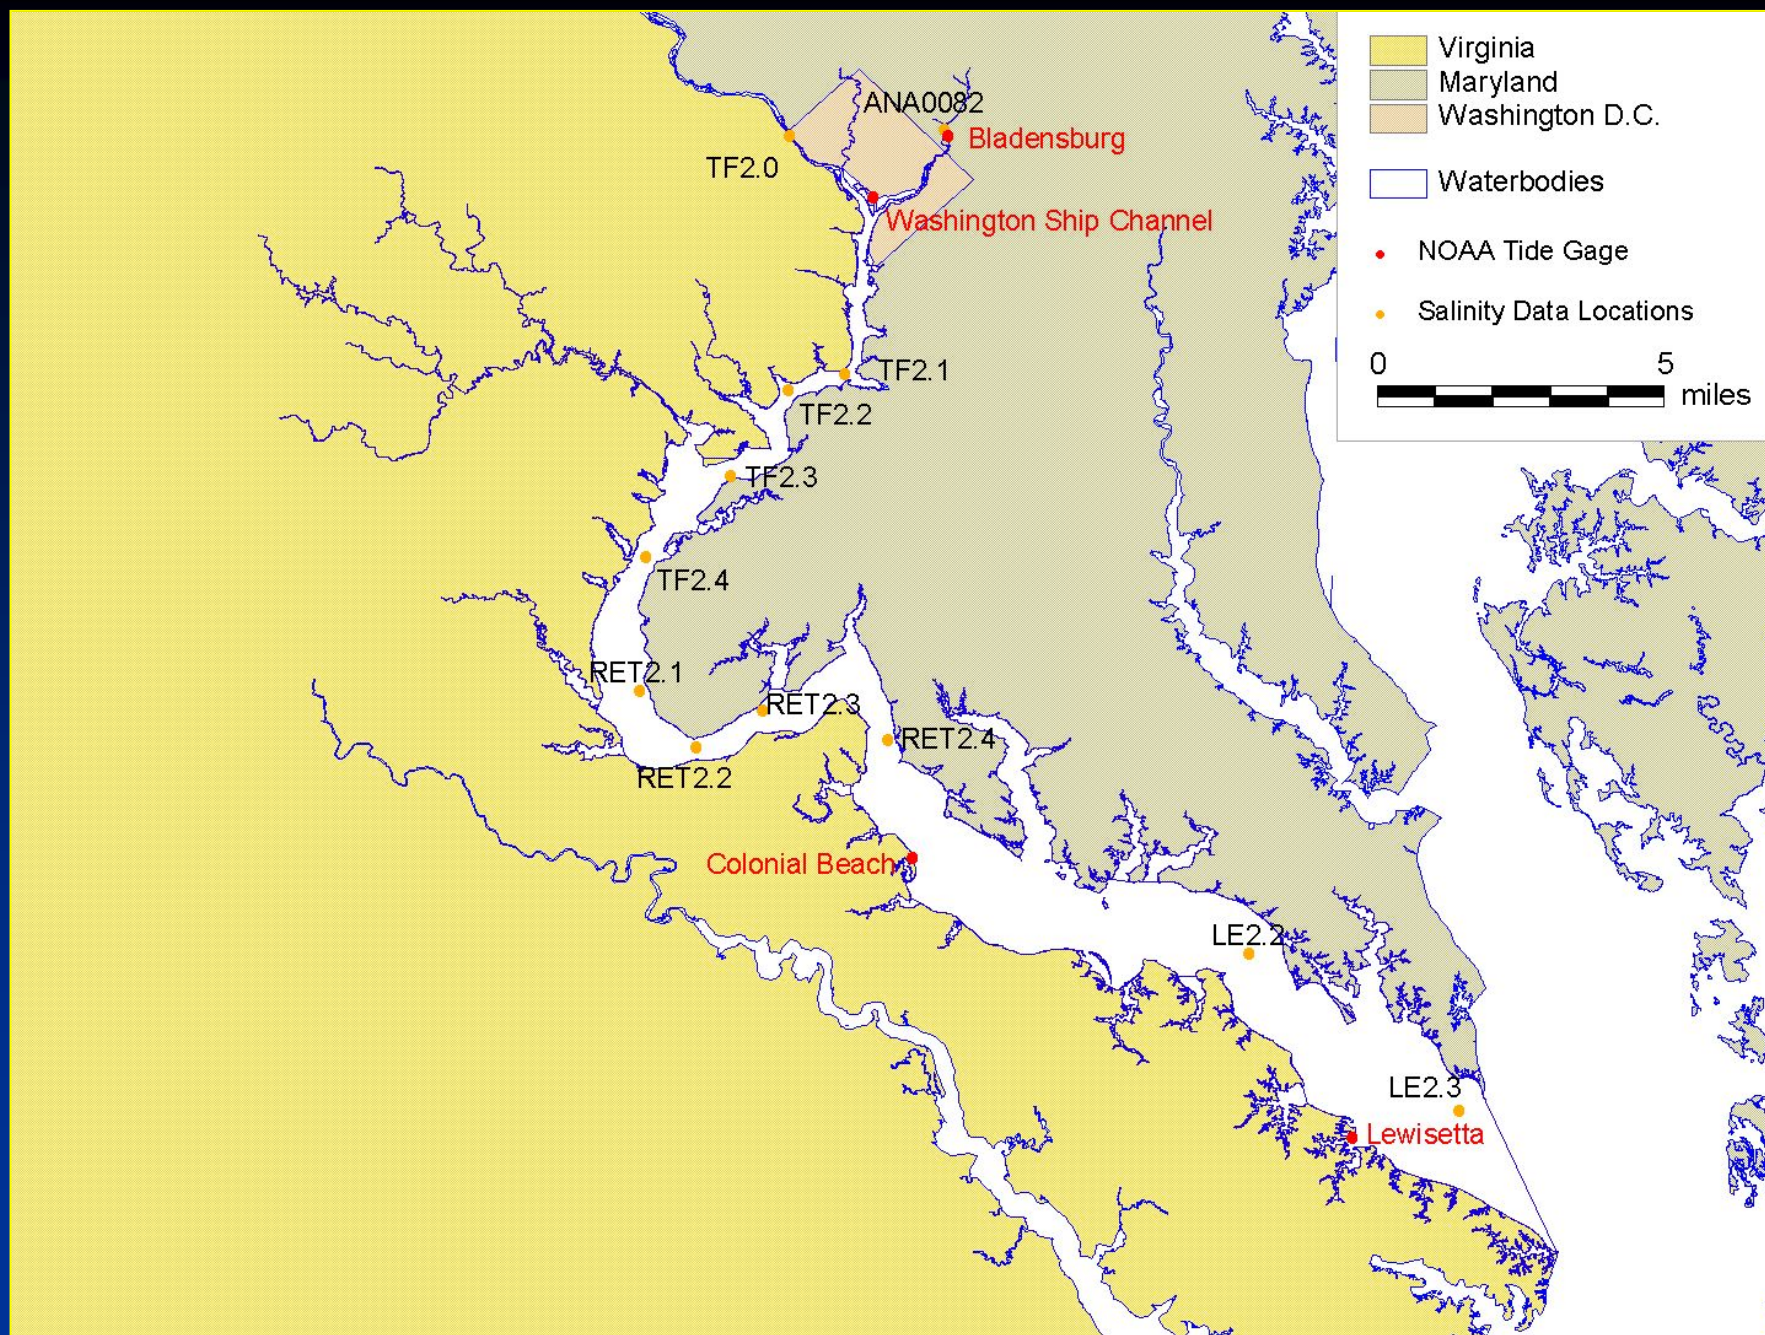 Virginia
Maryland
Washington D.C.
Waterbodies
NOAA Tide Gage
Salinity Data Locations
0 5
miles
ANA0082
Bladensburg
TF2.0
Washington Ship Channel
TF2.1
TF2.2
TF2.3
TF2.4
RET2.1
RET2.3
RET2.4
RET2.2
Colonial Beach
LE2.2
LE2.3
Lewisetta